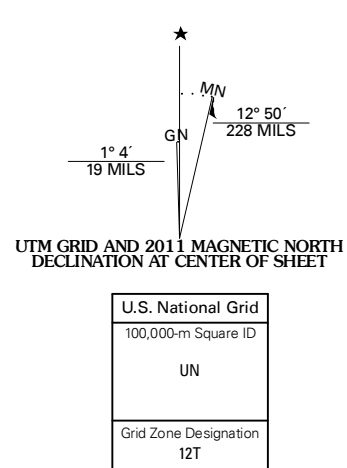 ★
MN
12° 50´
228 MILS
GN
1° 4´
19 MILS
UTM GRID AND 2011 MAGNETIC NORTH
DECLINATION AT CENTER OF SHEET
U.S. National Grid
100,000-m Square ID
UN
Grid Zone Designation
12T